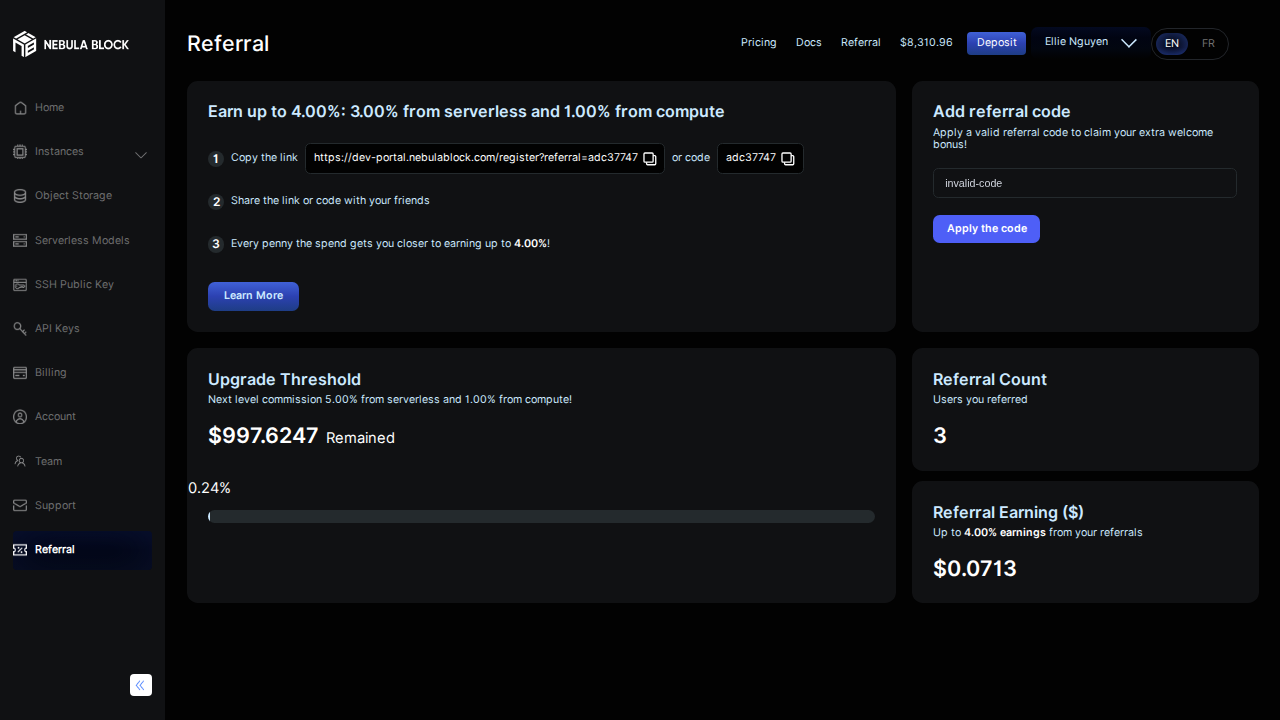 NEBULA BLOCK
Home
Instances
Object Storage
Serverless Models
SSH Public Key
API Keys
Billing
Account
Team
Support
Referral
Referral
Pricing Docs Referral $8,310.96 Deposit Ellie Nguyen EN FR
Earn up to 4.00%: 3.00% from serverless and 1.00% from compute
1 Copy the link https://dev-portal.nebulablock.com/register?referral=adc37747 or code adc37747
2 Share the link or code with your friends
3 Every penny the spend gets you closer to earning up to 4.00%!
Learn More
Add referral code
Apply a valid referral code to claim your extra welcome
bonus!
invalid-code
Apply the code
Upgrade Threshold
Next level commission 5.00% from serverless and 1.00% from compute!
$997.6247 Remained
0.24%
Referral Count
Users you referred
3
Referral Earning ($)
Up to 4.00% earnings from your referrals
$0.0713